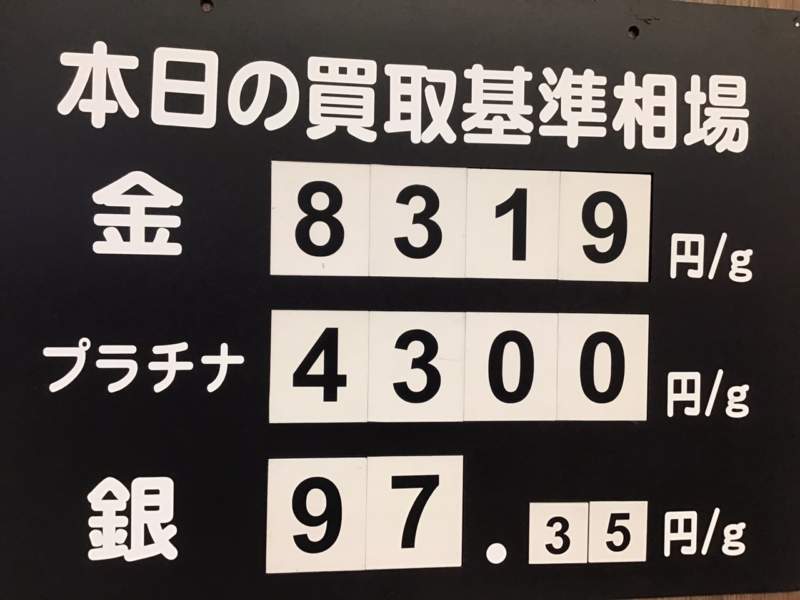 本日の買取基準相場
金 8319 円/g
プラチナ 4300 円/g
銀 97.35 円/g